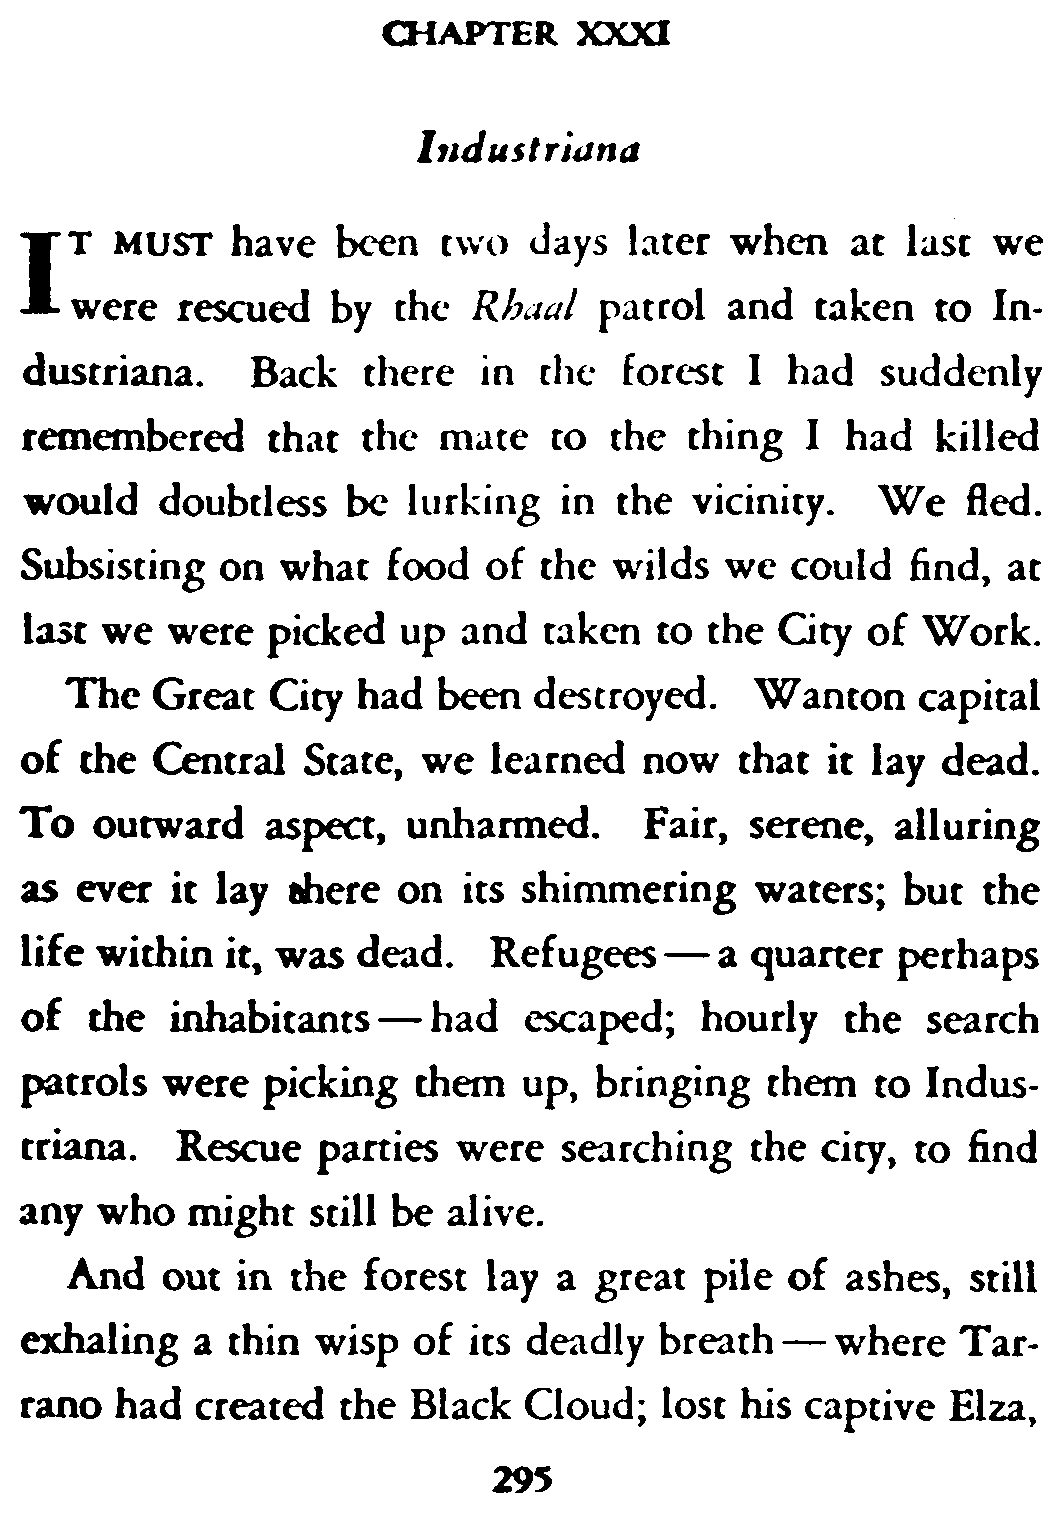 CHAPTER XXXI
Industriana
IT MUST have been two days later when at last we
were rescued by the Rhaal patrol and taken to In-
dustriana. Back there in the forest I had suddenly
remembered that the mate to the thing I had killed
would doubtless be lurking in the vicinity. We fled.
Subsisting on what food of the wilds we could find, at
last we were picked up and taken to the City of Work.
The Great City had been destroyed. Wanton capital
of the Central State, we learned now that it lay dead.
To outward aspect, unharmed. Fair, serene, alluring
as ever it lay there on its shimmering waters; but the
life within it, was dead. Refugees—a quarter perhaps
of the inhabitants—had escaped; hourly the search
patrols were picking them up, bringing them to Indus-
triana. Rescue parties were searching the city, to find
any who might still be alive.
And out in the forest lay a great pile of ashes, still
exhaling a thin wisp of its deadly breath—where Tar-
rano had created the Black Cloud; lost his captive Elza,
295